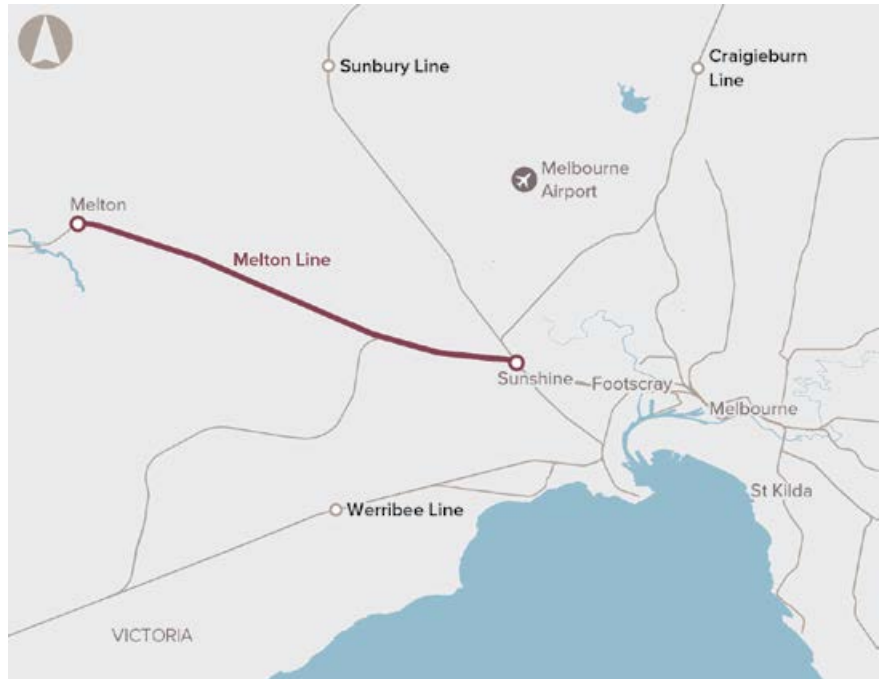 Sunbury Line
Craigieburn
Line
Melbourne
Airport
Melton
Melton Line
Sunshine
Footscray
Melbourne
St Kilda
Werribee Line
VICTORIA